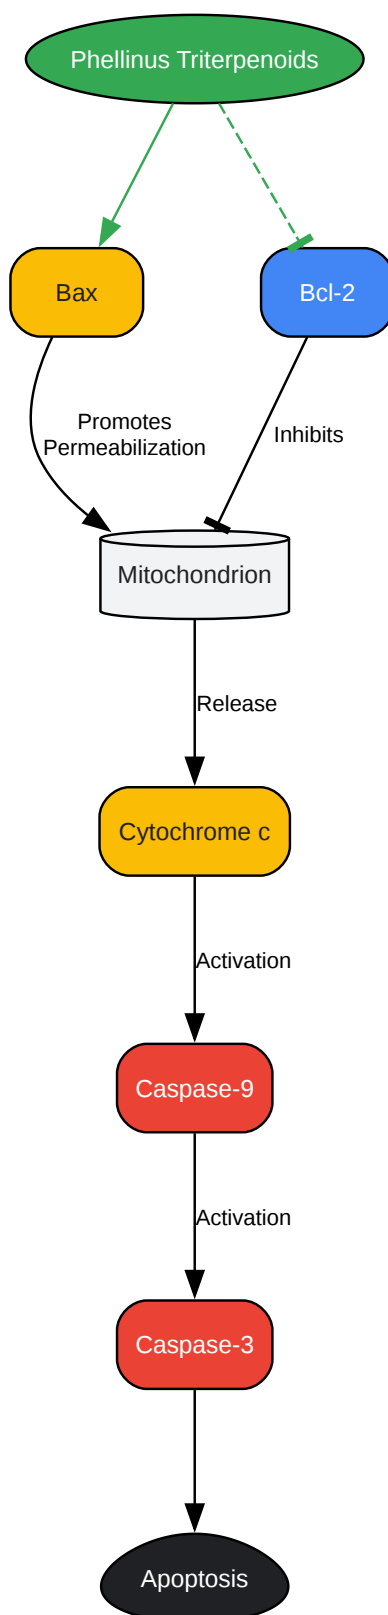 Phellinus Triterpenoids
Bax
Bcl-2
Promotes
Permeabilization
Inhibits
Mitochondrion
Release
Cytochrome c
Activation
Caspase-9
Activation
Caspase-3
Apoptosis